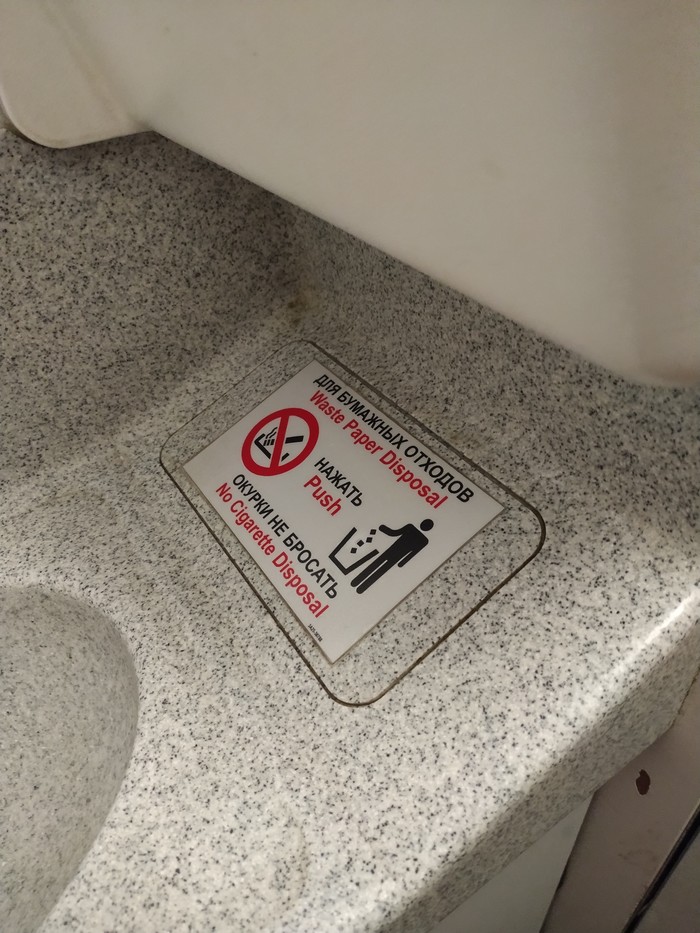 ДЛЯ БУМАЖНЫХ ОТХОДОВ
Waste Paper Disposal
НАЖАТЬ
Push
ОКУРКИ НЕ БРОСАТЬ
No Cigarette Disposal